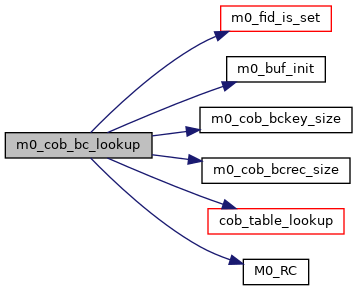 m0_fid_is_set
m0_buf_init
m0_cob_bckey_size
m0_cob_bc_lookup
m0_cob_bcrec_size
cob_table_lookup
M0_RC